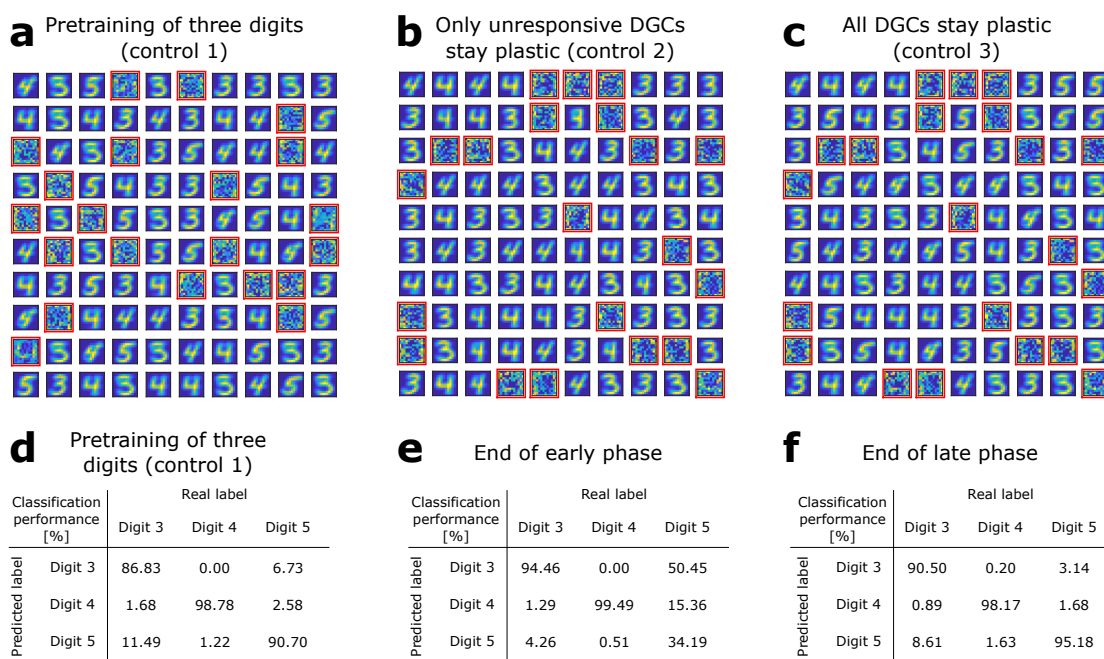 a Pretraining of three digits
(control 1)
b Only unresponsive DGCs
stay plastic (control 2)
c All DGCs stay plastic
(control 3)
d Pretraining of three
digits (control 1)
Classification
performance
[%]
Real label
Digit 3 Digit 4 Digit 5
Predicted label
Digit 3 86.83 0.00 6.73
Digit 4 1.68 98.78 2.58
Digit 5 11.49 1.22 90.70
e End of early phase
Classification
performance
[%]
Real label
Digit 3 Digit 4 Digit 5
Predicted label
Digit 3 94.46 0.00 50.45
Digit 4 1.29 99.49 15.36
Digit 5 4.26 0.51 34.19
f End of late phase
Classification
performance
[%]
Real label
Digit 3 Digit 4 Digit 5
Predicted label
Digit 3 90.50 0.20 3.14
Digit 4 0.89 98.17 1.68
Digit 5 8.61 1.63 95.18